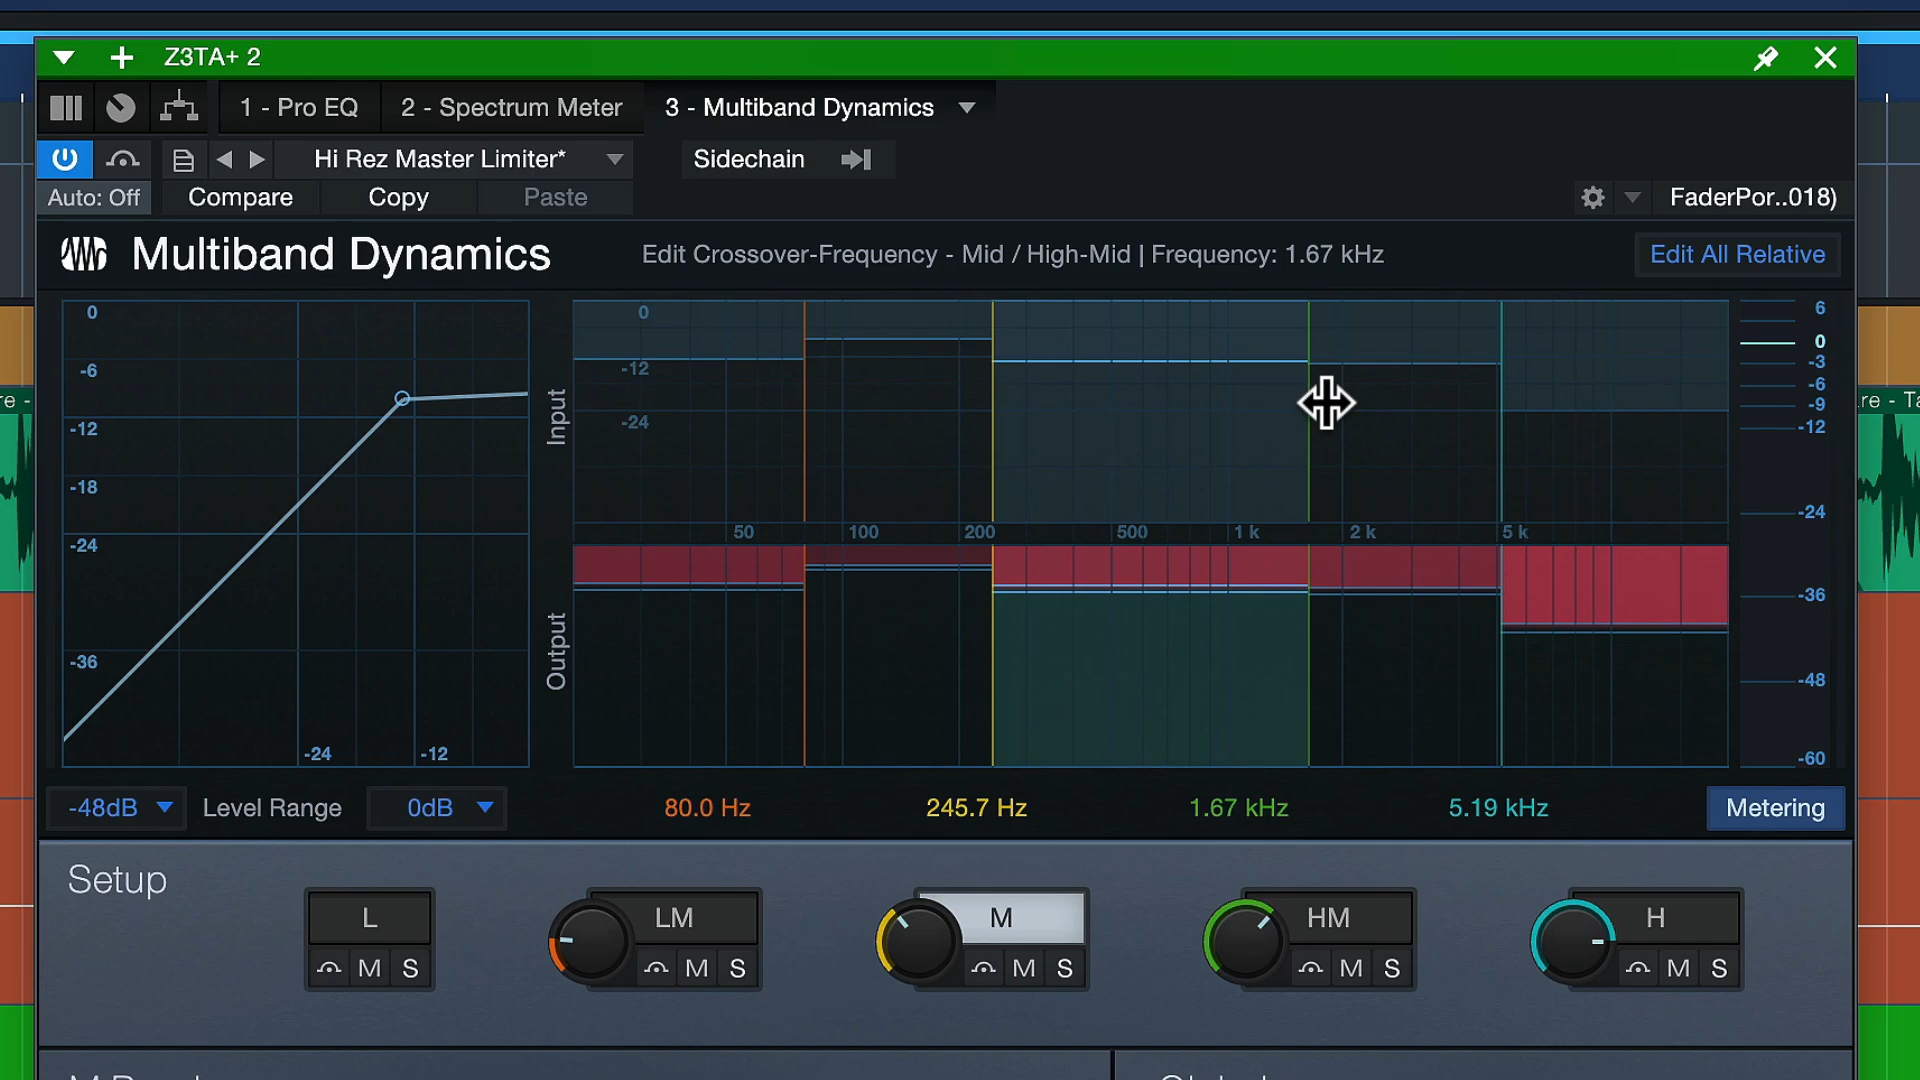 Z3TA+ 2
1 - Pro EQ 2 - Spectrum Meter 3 - Multiband Dynamics
Hi Rez Master Limiter* Sidechain
Auto: Off Compare Copy Paste FaderPor..018)
Multiband Dynamics Edit Crossover-Frequency - Mid / High-Mid | Frequency: 1.67 kHz Edit All Relative
0
-6
-12
-18
-24
-36
-24 -12
Input
0
-12
-24
50 100 200 500 1 k 2 k 5 k
Output
6
0
-3
-6
-9
-12
-24
-36
-48
-60
re -
re - Ta
-48dB Level Range 0dB 80.0 Hz 245.7 Hz 1.67 kHz 5.19 kHz Metering
Setup
L LM M HM H
M S M S M S M S M S